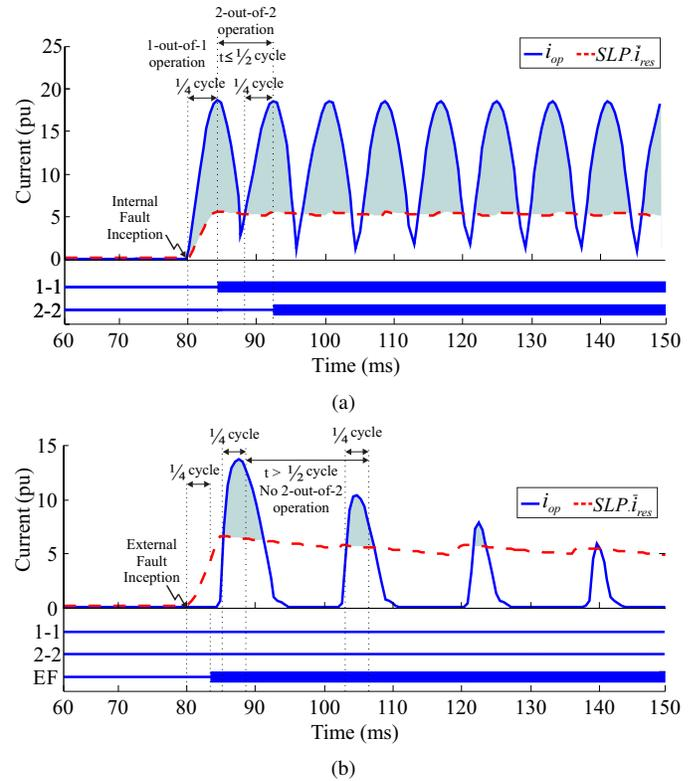 2-out-of-2
operation
1-out-of-1
operation
t≤ ½ cycle
¼ cycle ¼ cycle
i_op SLP.ĭ_res
Current (pu)
25
20
15
10
5
0
Internal
Fault
Inception
1-1
2-2
60 70 80 90 100 110 120 130 140 150
Time (ms)
(a)
¼ cycle ¼ cycle
¼ cycle
t > ½ cycle
No 2-out-of-2
operation
i_op SLP.ĭ_res
Current (pu)
15
10
5
0
External
Fault
Inception
1-1
2-2
EF
60 70 80 90 100 110 120 130 140 150
Time (ms)
(b)